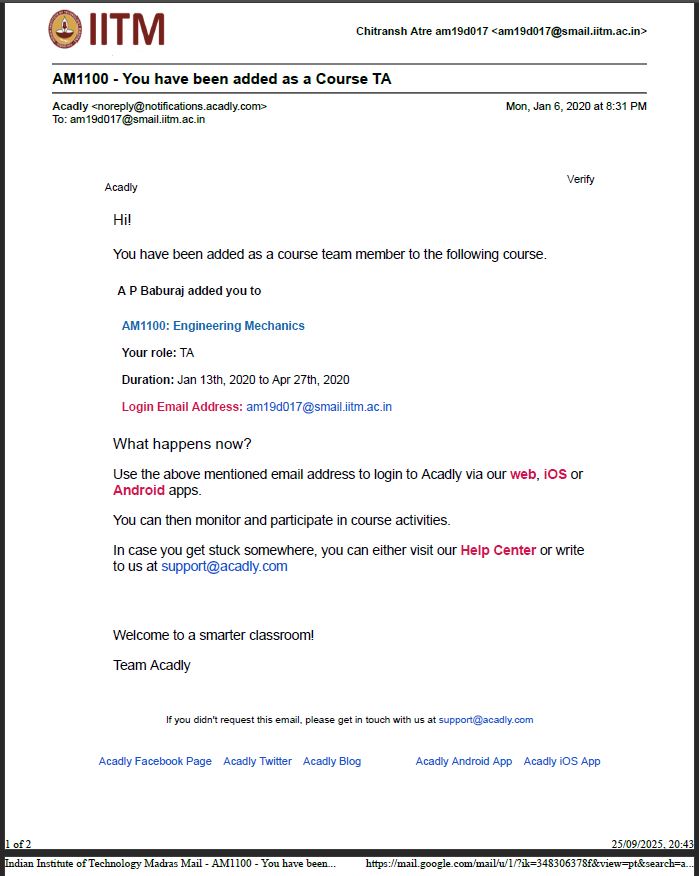 IITM
Chitransh Atre am19d017 <am19d017@smail.iitm.ac.in>
AM1100 - You have been added as a Course TA
Acadly <noreply@notifications.acadly.com>
Mon, Jan 6, 2020 at 8:31 PM
To: am19d017@smail.iitm.ac.in
Verify
Acadly
Hi!
You have been added as a course team member to the following course.
A P Baburaj added you to
AM1100: Engineering Mechanics
Your role: TA
Duration: Jan 13th, 2020 to Apr 27th, 2020
Login Email Address: am19d017@smail.iitm.ac.in
What happens now?
Use the above mentioned email address to login to Acadly via our web, iOS or
Android apps.
You can then monitor and participate in course activities.
In case you get stuck somewhere, you can either visit our Help Center or write
to us at support@acadly.com
Welcome to a smarter classroom!
Team Acadly
If you didn't request this email, please get in touch with us at support@acadly.com
Acadly Facebook Page Acadly Twitter Acadly Blog Acadly Android App Acadly iOS App
1 of 2
25/09/2025, 20:43
Indian Institute of Technology Madras Mail - AM1100 - You have been...
https://mail.google.com/mail/u/1/?ik=348306378f&view=pt&search=a...